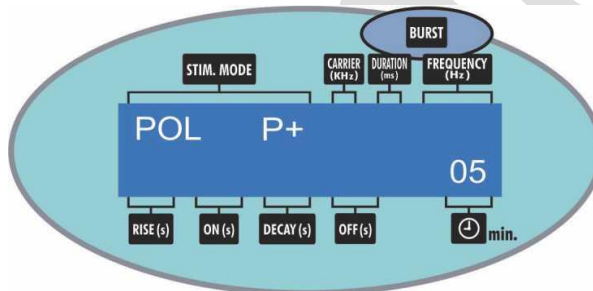 BURST
STIM. MODE
CARRIER (KHz)
DURATION (ms)
FREQUENCY (Hz)
POL P+
05
RISE (s) ON (s) DECAY (s) OFF (s) min.